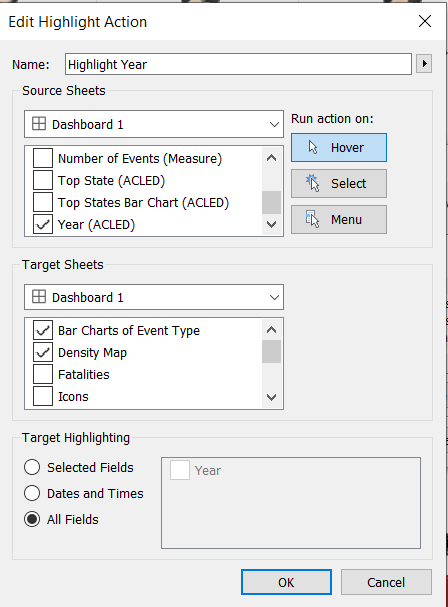 Edit Highlight Action
Name: Highlight Year
Source Sheets
Dashboard 1
Run action on:
Number of Events (Measure)
Top State (ACLED)
Top States Bar Chart (ACLED)
Year (ACLED)
Hover
Select
Menu
Target Sheets
Dashboard 1
Bar Charts of Event Type
Density Map
Fatalities
Icons
Target Highlighting
Selected Fields
Dates and Times
All Fields
Year
OK
Cancel